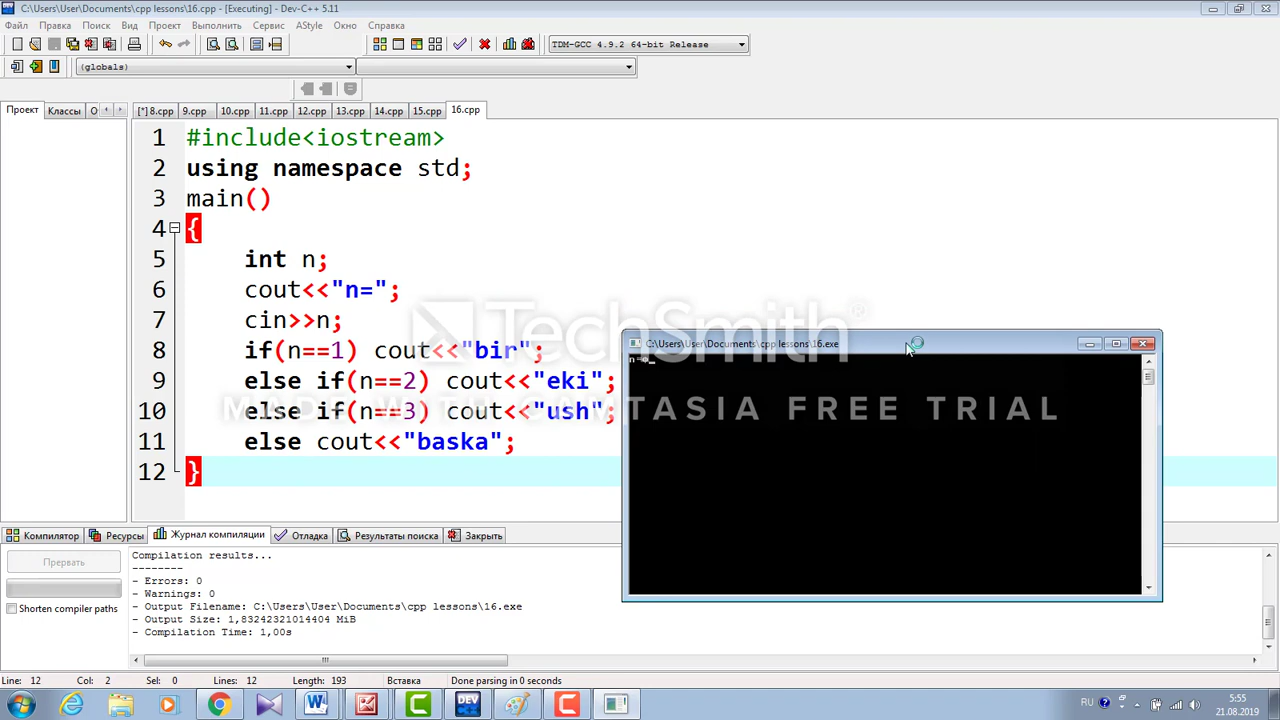 C:\Users\User\Documents\cpp lessons\16.cpp - [Executing] - Dev-C++ 5.11
Файл Правка Поиск Вид Проект Выполнить Сервис AStyle Окно Справка
TDM-GCC 4.9.2 64-bit Release
(globals)
Проект Классы О [*] 8.cpp 9.cpp 10.cpp 11.cpp 12.cpp 13.cpp 14.cpp 15.cpp 16.cpp
1 #include<iostream>
2 using namespace std;
3 main()
4 {
5 int n;
6 cout<<"n=";
7 cin>>n;
8 if(n==1) cout<<"bir";
9 else if(n==2) cout<<"eki";
10 else if(n==3) cout<<"ush";
11 else cout<<"baska";
12 }
TechSmith®
MADE WITH CAMTASIA FREE TRIAL
C:\Users\User\Documents\cpp lessons\16.exe
Компилятор Ресурсы Журнал компиляции Отладка Результаты поиска Закрыть
Прервать
Shorten compiler paths
Compilation results...
--------
- Errors: 0
- Warnings: 0
- Output Filename: C:\Users\User\Documents\cpp lessons\16.exe
- Output Size: 1,83242321014404 MiB
- Compilation Time: 1,00s
Line: 12 Col: 2 Sel: 0 Lines: 12 Length: 193 Вставка Done parsing in 0 seconds
RU 5:55
21.08.2019